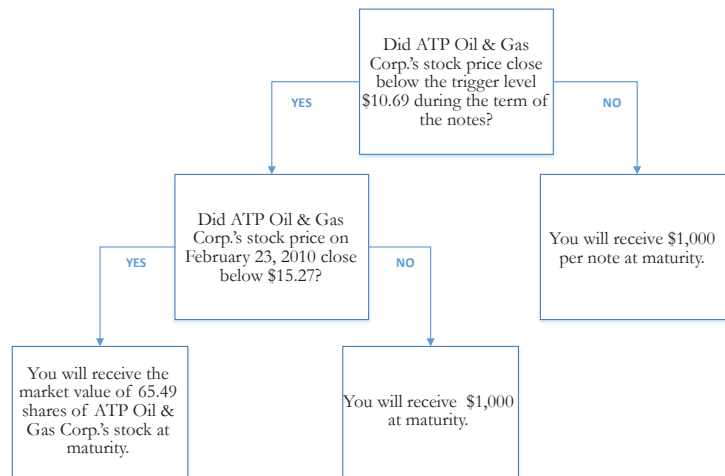 Did ATP Oil & Gas
Corp.'s stock price close
below the trigger level
$10.69 during the term of
the notes?
YES
NO
Did ATP Oil & Gas
Corp.'s stock price on
February 23, 2010 close
below $15.27?
You will receive $1,000
per note at maturity.
YES
NO
You will receive the
market value of 65.49
shares of ATP Oil &
Gas Corp.'s stock at
maturity.
You will receive $1,000
at maturity.